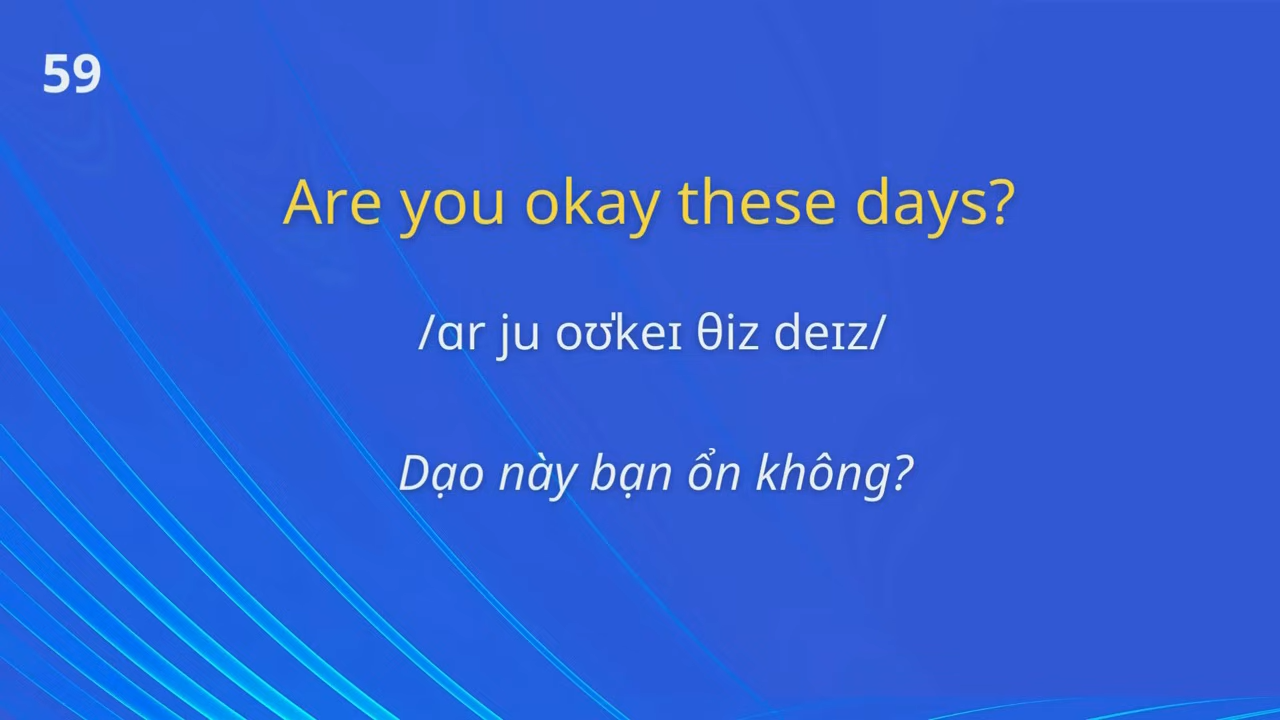 59
Are you okay these days?
/ɑr ju oʊˈkeɪ θiz deɪz/
Dạo này bạn ổn không?